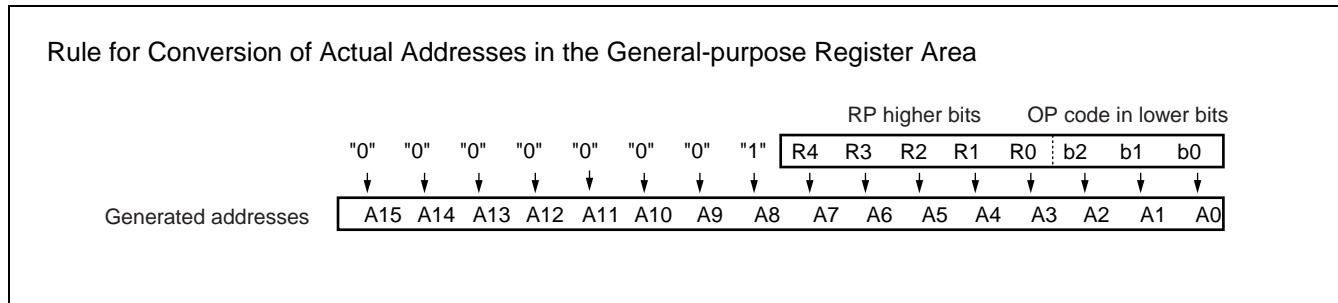 Rule for Conversion of Actual Addresses in the General-purpose Register Area
RP higher bits OP code in lower bits
"0" "0" "0" "0" "0" "0" "0" "1" R4 R3 R2 R1 R0 b2 b1 b0
Generated addresses A15 A14 A13 A12 A11 A10 A9 A8 A7 A6 A5 A4 A3 A2 A1 A0